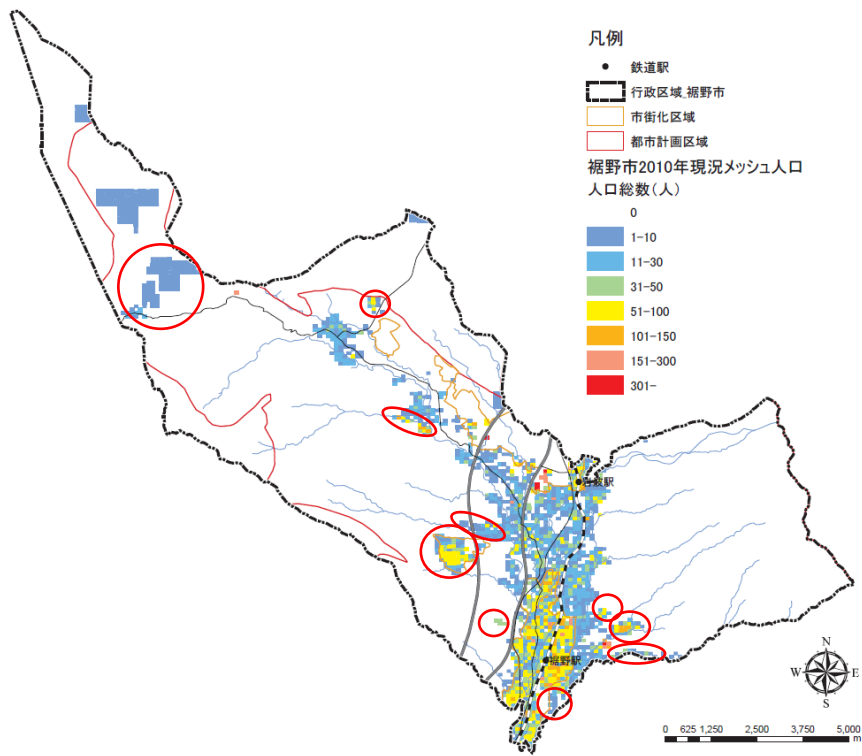 凡例
鉄道駅
行政区域_裾野市
市街化区域
都市計画区域
裾野市2010年現況メッシュ人口
人口総数(人)
0
1-10
11-30
31-50
51-100
101-150
151-300
301-
岩波駅
裾野駅
N
W E
S
0 625 1,250 2,500 3,750 5,000
m